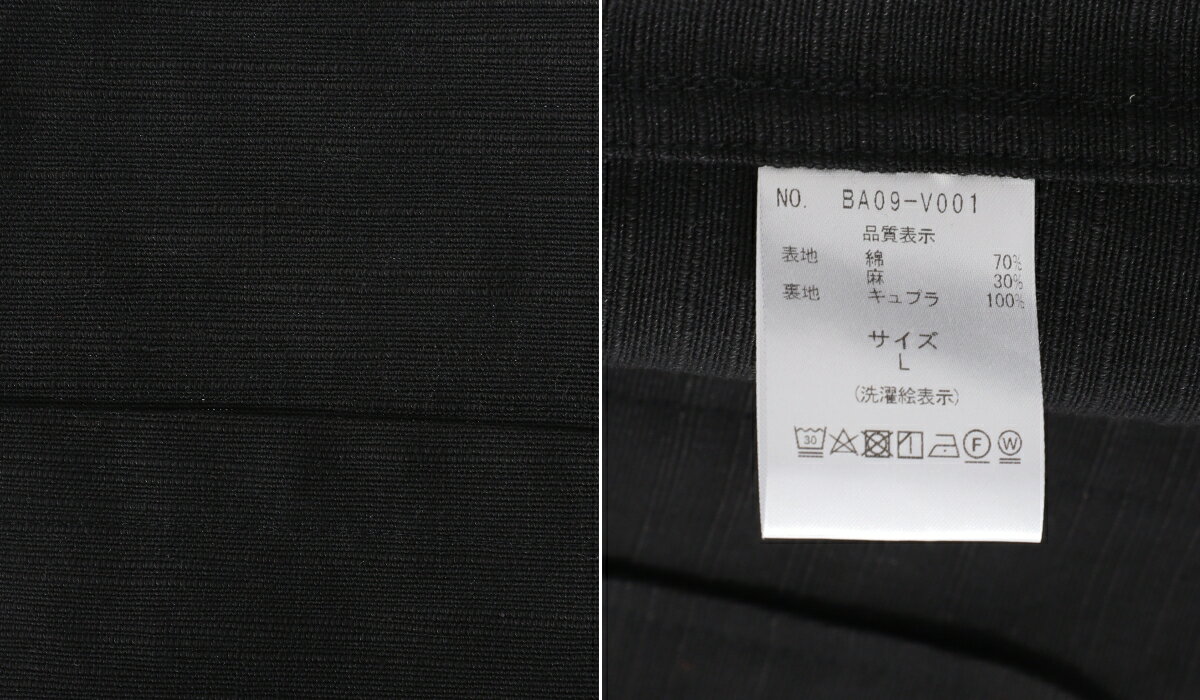 NO. BA09-V001
品質表示
表地 綿 70%
麻 30%
裏地 キュプラ 100%
サイズ
L
(洗濯絵表示)
30 F W